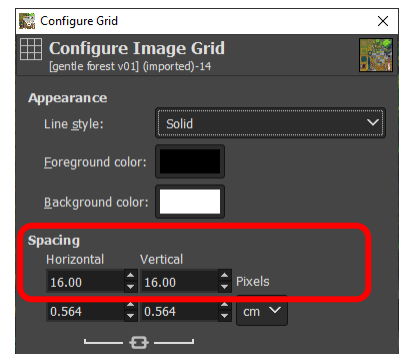 Configure Grid
Configure Image Grid
[gentle forest v01] (imported)-14
Appearance
Line style: Solid
Foreground color:
Background color:
Spacing
Horizontal Vertical
16.00 16.00 Pixels
0.564 0.564 cm